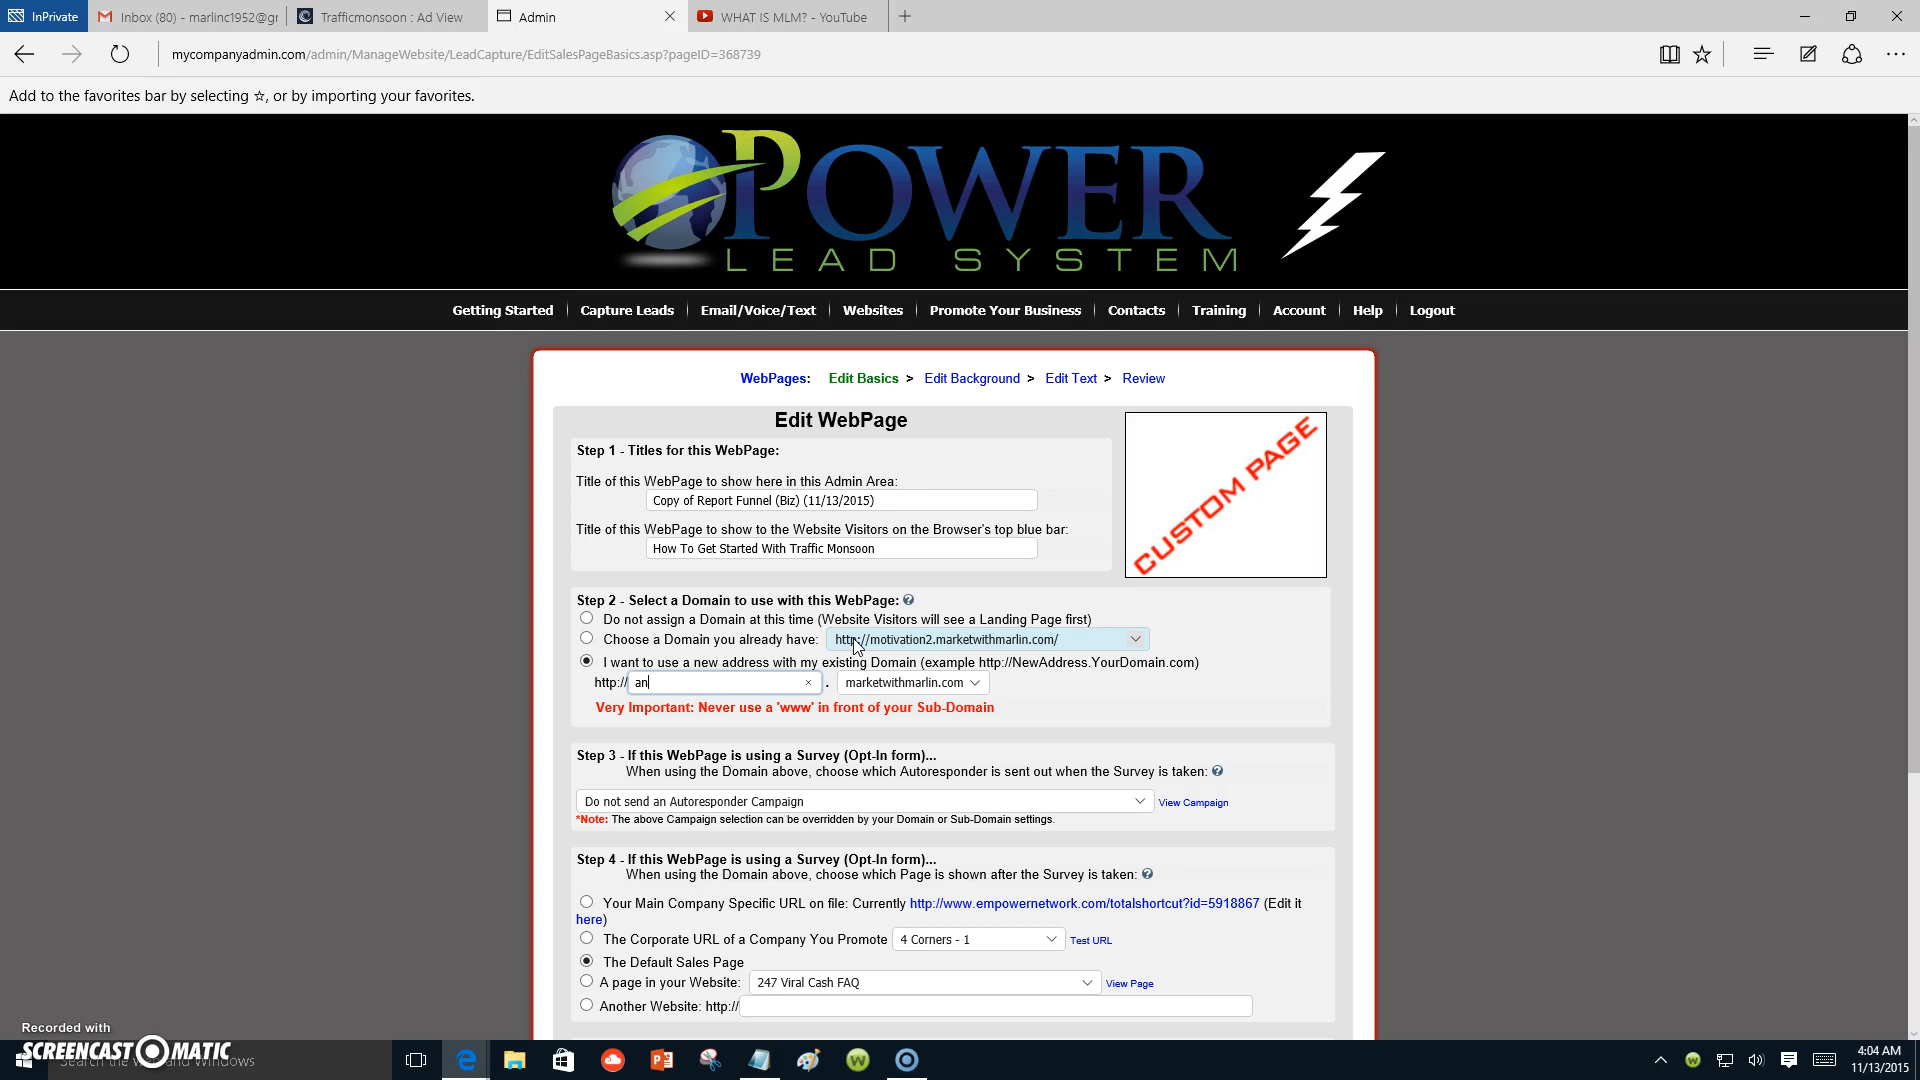 InPrivate
Inbox (80) - marlinc1952@gr
Trafficmonsoon : Ad View
Admin
WHAT IS MLM? - YouTube
mycompanyadmin.com/admin/ManageWebsite/LeadCapture/EditSalesPageBasics.asp?pageID=368739
Add to the favorites bar by selecting ☆, or by importing your favorites.
POWER
LEAD SYSTEM
Getting Started
Capture Leads
Email/Voice/Text
Websites
Promote Your Business
Contacts
Training
Account
Help
Logout
WebPages: Edit Basics > Edit Background > Edit Text > Review
Edit WebPage
CUSTOM PAGE
Step 1 - Titles for this WebPage:
Title of this WebPage to show here in this Admin Area:
Copy of Report Funnel (Biz) (11/13/2015)
Title of this WebPage to show to the Website Visitors on the Browser's top blue bar:
How To Get Started With Traffic Monsoon
Step 2 - Select a Domain to use with this WebPage:
Do not assign a Domain at this time (Website Visitors will see a Landing Page first)
Choose a Domain you already have: http://motivation2.marketwithmarlin.com/
I want to use a new address with my existing Domain (example http://NewAddress.YourDomain.com)
http:// an . marketwithmarlin.com
Very Important: Never use a 'www' in front of your Sub-Domain
Step 3 - If this WebPage is using a Survey (Opt-In form)...
When using the Domain above, choose which Autoresponder is sent out when the Survey is taken:
Do not send an Autoresponder Campaign View Campaign
*Note: The above Campaign selection can be overridden by your Domain or Sub-Domain settings.
Step 4 - If this WebPage is using a Survey (Opt-In form)...
When using the Domain above, choose which Page is shown after the Survey is taken:
Your Main Company Specific URL on file: Currently http://www.empowernetwork.com/totalshortcut?id=5918867 (Edit it
here)
The Corporate URL of a Company You Promote 4 Corners - 1 Test URL
The Default Sales Page
A page in your Website: 247 Viral Cash FAQ View Page
Another Website: http://
Recorded with
SCREENCAST-O-MATIC
Search the web and Windows
4:04 AM
11/13/2015